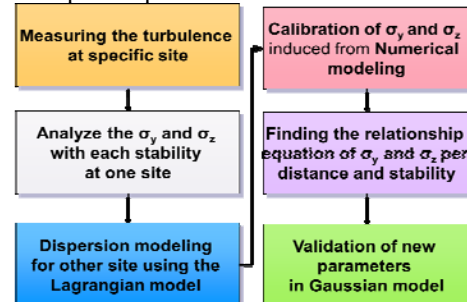 Measuring the turbulence
at specific site
Analyze the σy and σz
with each stability
at one site
Dispersion modeling
for other site using the
Lagrangian model
Calibration of σy and σz
induced from Numerical
modeling
Finding the relationship
equation of σy and σz per
distance and stability
Validation of new
parameters
in Gaussian model